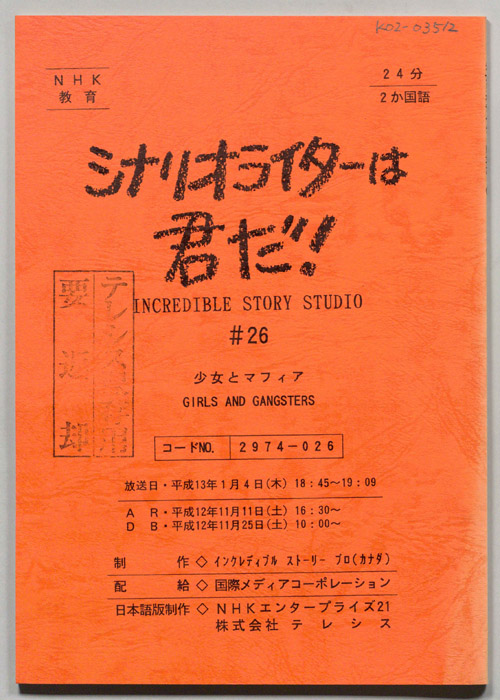 K02-03512
NHK
教育
24分
2か国語
シナリオライターは
君だ!
INCREDIBLE STORY STUDIO
#26
少女とマフィア
GIRLS AND GANGSTERS
要返却
コードNO. 2974-026
放送日・平成13年1月4日(木) 18:45~19:09
AR・平成12年11月11日(土) 16:30~
DB・平成12年11月25日(土) 10:00~
制作◇インクレディブル ストーリー プロ(カナダ)
配給◇国際メディアコーポレーション
日本語版制作◇NHKエンタープライズ21
株式会社テレシス